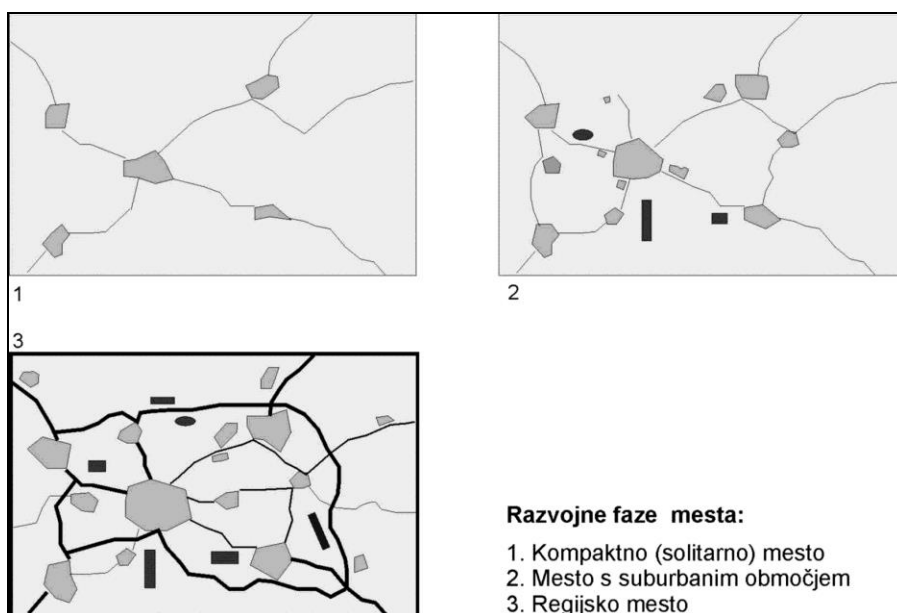 1
2
3
Razvojne faze mesta:
1. Kompaktno (solitarno) mesto
2. Mesto s suburbanim območjem
3. Regijsko mesto